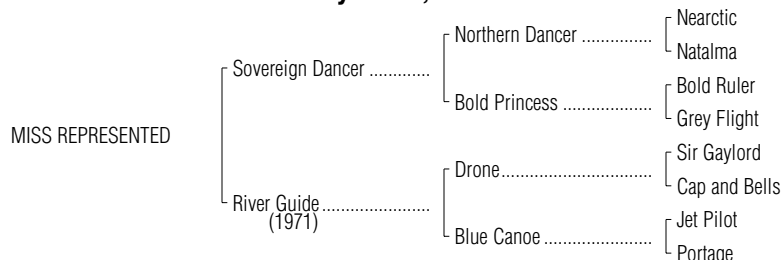 Nearctic
Northern Dancer ..................
Natalma
Sovereign Dancer .............
Bold Ruler
Bold Princess ...................
Grey Flight
MISS REPRESENTED
Sir Gaylord
Drone................................
Cap and Bells
River Guide .......................
(1971)
Jet Pilot
Blue Canoe .......................
Portage